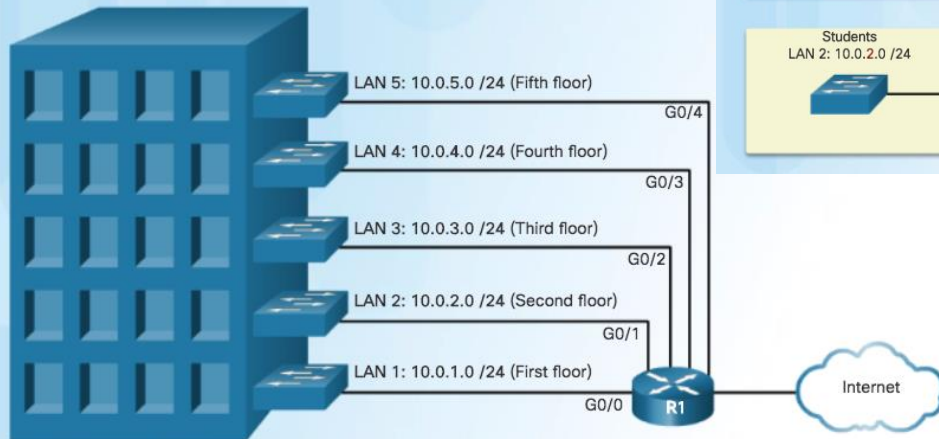 LAN 5: 10.0.5.0 /24 (Fifth floor)
G0/4
LAN 4: 10.0.4.0 /24 (Fourth floor)
G0/3
LAN 3: 10.0.3.0 /24 (Third floor)
G0/2
LAN 2: 10.0.2.0 /24 (Second floor)
G0/1
LAN 1: 10.0.1.0 /24 (First floor)
G0/0
R1
Internet
Students
LAN 2: 10.0.2.0 /24